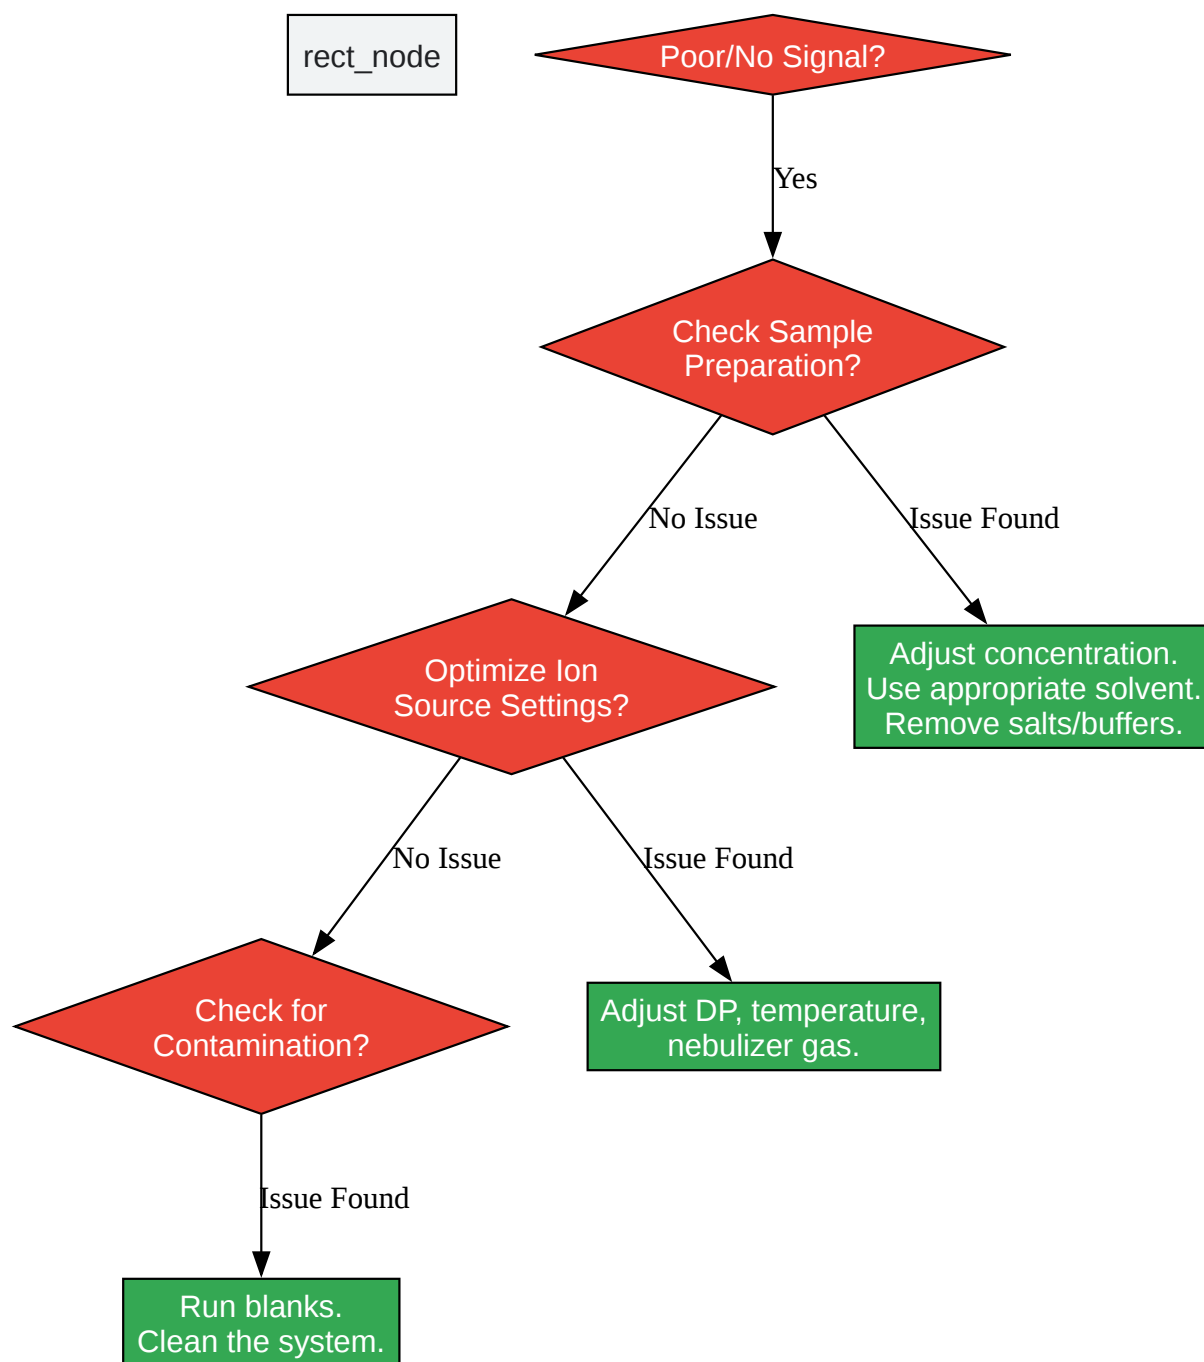 rect_node
Poor/No Signal?
Yes
Check Sample
Preparation?
No Issue
Issue Found
Optimize Ion
Source Settings?
Adjust concentration.
Use appropriate solvent.
Remove salts/buffers.
No Issue
Issue Found
Check for
Contamination?
Adjust DP, temperature,
nebulizer gas.
Issue Found
Run blanks.
Clean the system.